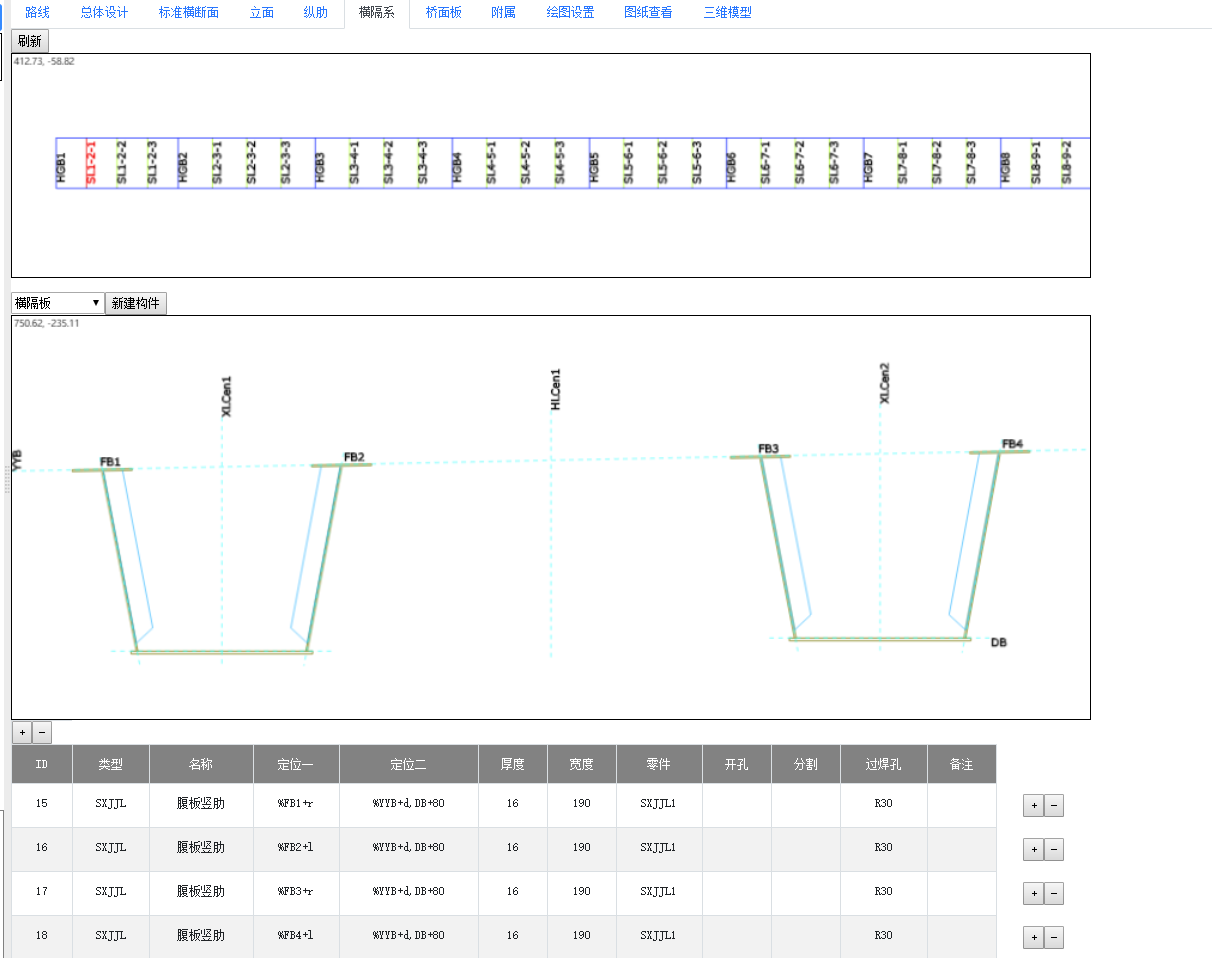 路线 总体设计 标准横断面 立面 纵肋 横隔系 桥面板 附属 绘图设置 图纸查看 三维模型
刷新
412.73, -58.82
HGB1 SL1-2-1 SL1-2-2 SL1-2-3 HGB2 SL2-3-1 SL2-3-2 SL2-3-3 HGB3 SL3-4-1 SL3-4-2 SL3-4-3 HGB4 SL4-5-1 SL4-5-2 SL4-5-3 HGB5 SL5-6-1 SL5-6-2 SL5-6-3 HGB6 SL6-7-1 SL6-7-2 SL6-7-3 HGB7 SL7-8-1 SL7-8-2 SL7-8-3 HGB8 SL8-9-1 SL8-9-2
横隔板 ▼ 新建构件
750.62, -235.11
XLCen1 HLCen1 XLCen2
YYB FB1 FB2 FB3 FB4
DB
+ −
ID 类型 名称 定位一 定位二 厚度 宽度 零件 开孔 分割 过焊孔 备注
15 SXJJL 腹板竖肋 %FB1+r %YYB+d,DB+80 16 190 SXJJL1 R30 + −
16 SXJJL 腹板竖肋 %FB2+l %YYB+d,DB+80 16 190 SXJJL1 R30 + −
17 SXJJL 腹板竖肋 %FB3+r %YYB+d,DB+80 16 190 SXJJL1 R30 + −
18 SXJJL 腹板竖肋 %FB4+l %YYB+d,DB+80 16 190 SXJJL1 R30 + −